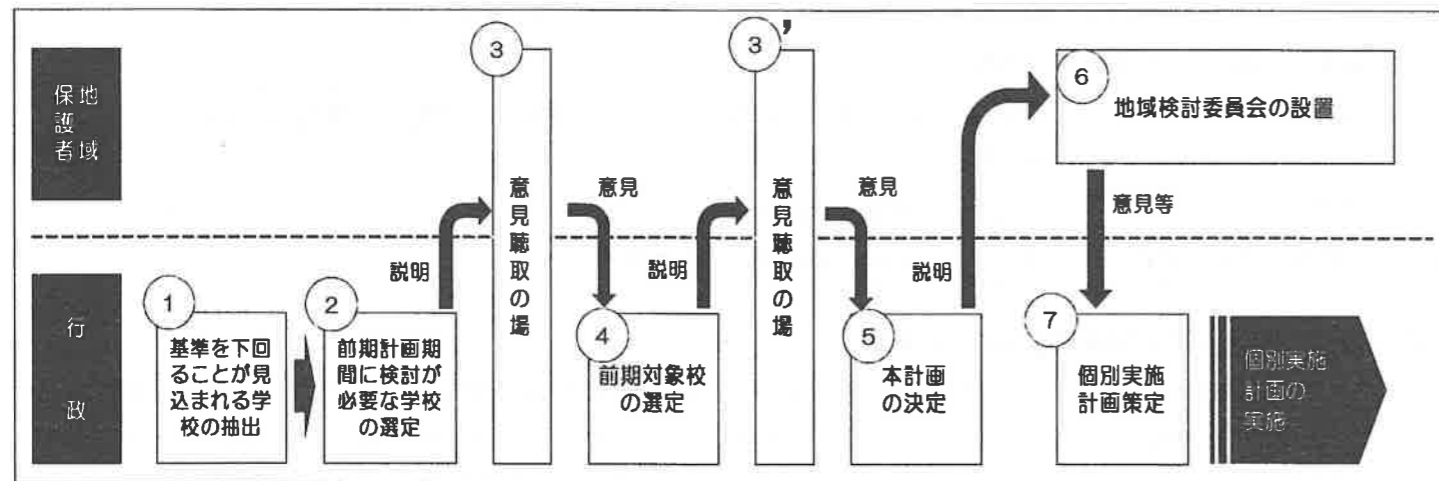 保護者
地域
行政
①
基準を下回
ることが見
込まれる学
校の抽出
②
前期計画期
間に検討が
必要な学校
の選定
説明
③
意見聴取の場
意見
④
前期対象校
の選定
説明
③’
意見聴取の場
意見
⑤
本計画
の決定
説明
⑥
地域検討委員会の設置
意見等
⑦
個別実施
計画策定
個別実施
計画の
実施